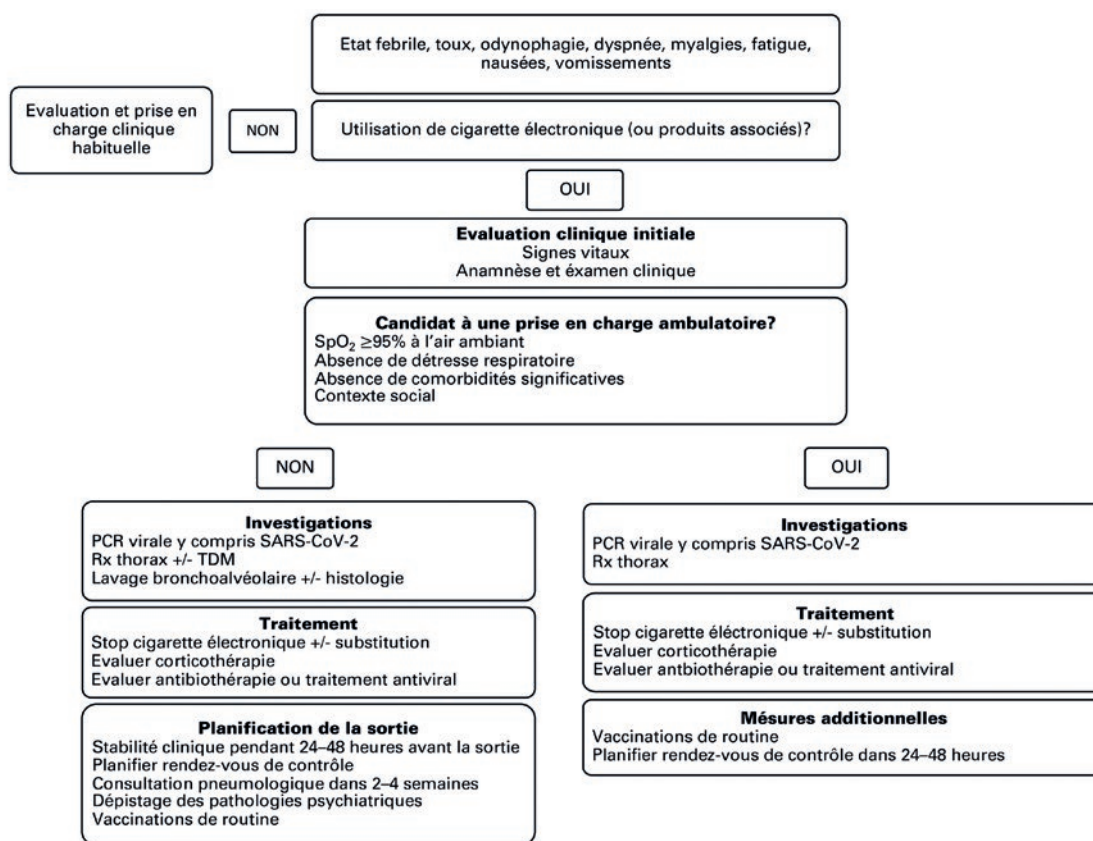 Etat febrile, toux, odynophagie, dyspnée, myalgies, fatigue,
nausées, vomissements
Evaluation et prise en
charge clinique
habituelle
NON
Utilisation de cigarette électronique (ou produits associés)?
OUI
Evaluation clinique initiale
Signes vitaux
Anamnèse et éxamen clinique
Candidat à une prise en charge ambulatoire?
SpO₂ ≥95% à l'air ambiant
Absence de détresse respiratoire
Absence de comorbidités significatives
Contexte social
NON
Investigations
PCR virale y compris SARS-CoV-2
Rx thorax +/- TDM
Lavage bronchoalvéolaire +/- histologie
Traitement
Stop cigarette électronique +/- substitution
Evaluer corticothérapie
Evaluer antibiothérapie ou traitement antiviral
Planification de la sortie
Stabilité clinique pendant 24–48 heures avant la sortie
Planifier rendez-vous de contrôle
Consultation pneumologique dans 2–4 semaines
Dépistage des pathologies psychiatriques
Vaccinations de routine
OUI
Investigations
PCR virale y compris SARS-CoV-2
Rx thorax
Traitement
Stop cigarette éléctronique +/- substitution
Evaluer corticothérapie
Evaluer antbiothérapie ou traitement antiviral
Mésures additionnelles
Vaccinations de routine
Planifier rendez-vous de contrôle dans 24–48 heures